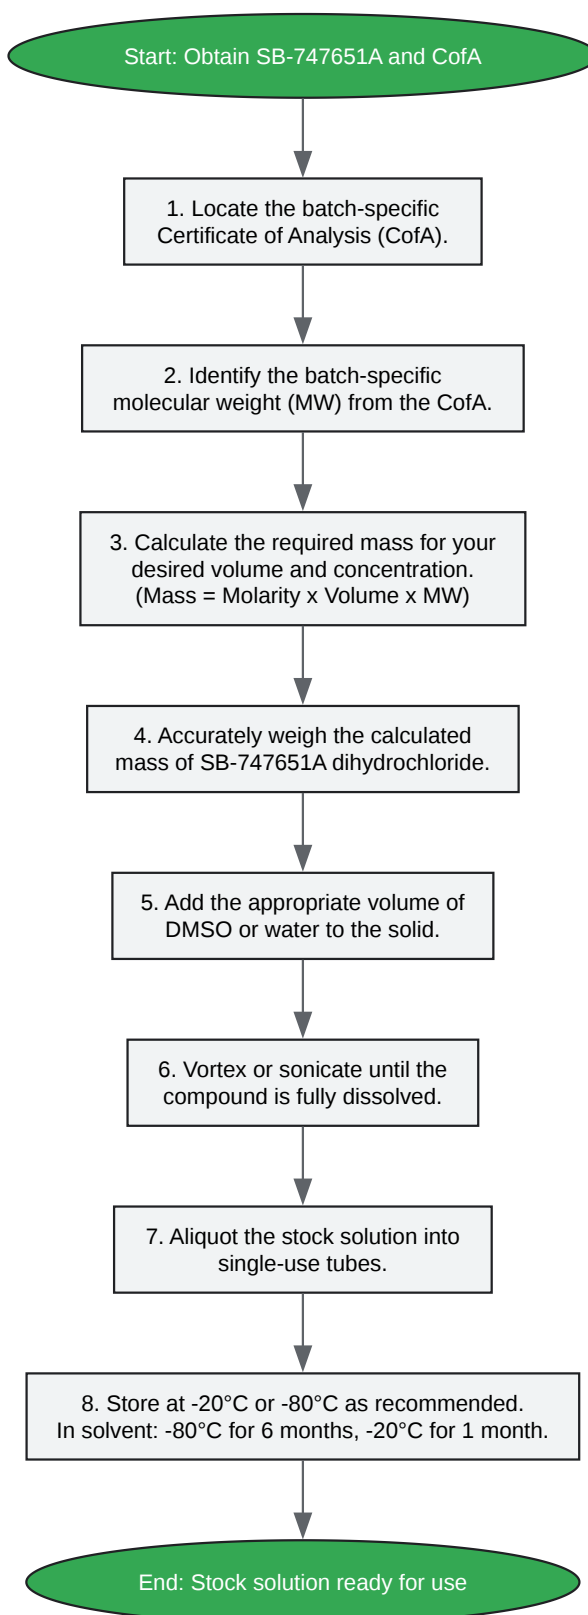 Start: Obtain SB-747651A and CofA
1. Locate the batch-specific
Certificate of Analysis (CofA).
2. Identify the batch-specific
molecular weight (MW) from the CofA.
3. Calculate the required mass for your
desired volume and concentration.
(Mass = Molarity x Volume x MW)
4. Accurately weigh the calculated
mass of SB-747651A dihydrochloride.
5. Add the appropriate volume of
DMSO or water to the solid.
6. Vortex or sonicate until the
compound is fully dissolved.
7. Aliquot the stock solution into
single-use tubes.
8. Store at -20°C or -80°C as recommended.
In solvent: -80°C for 6 months, -20°C for 1 month.
End: Stock solution ready for use